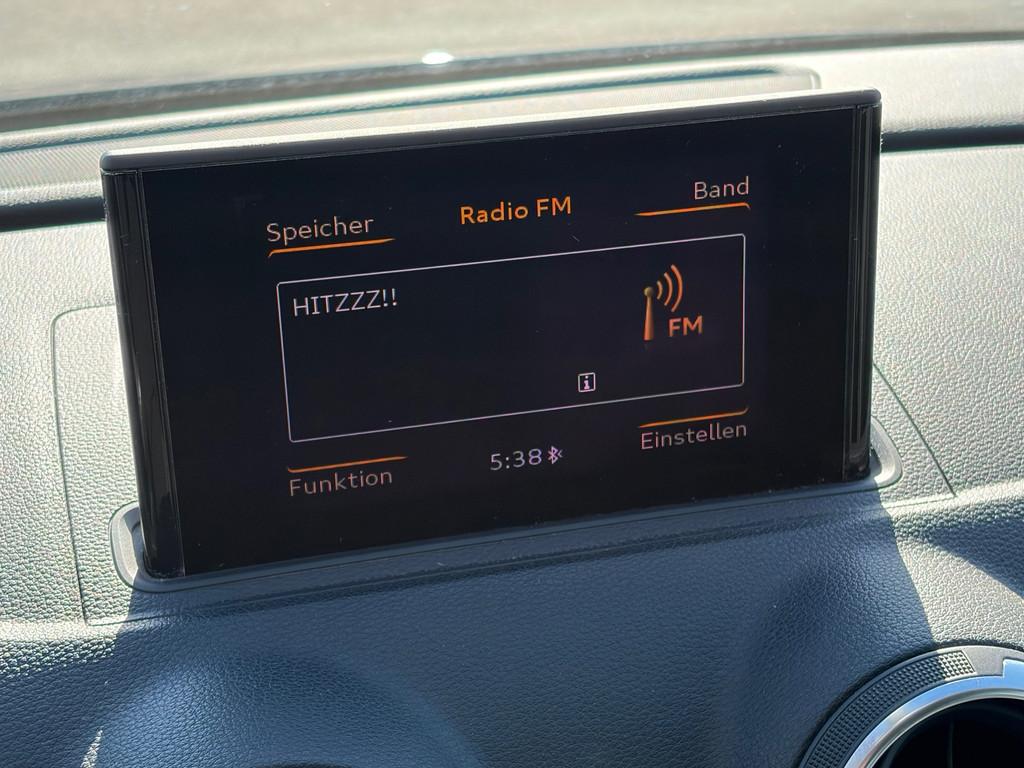 Speicher
Radio FM
Band
HITZZZ!!
FM
i
Funktion
5:38
Einstellen